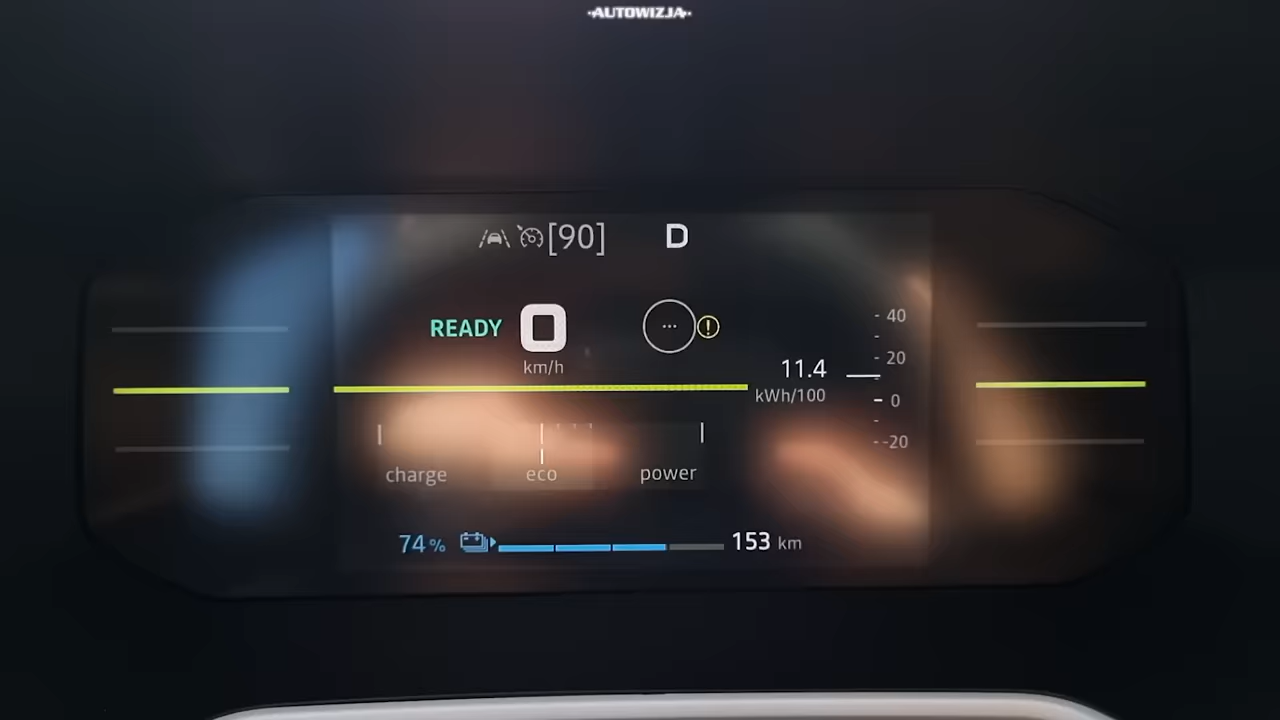 ·AUTOWIZJA·
[90] D
READY 0 ... !
km/h
40
20
0
-20
11.4
kWh/100
charge eco power
74% 153 km